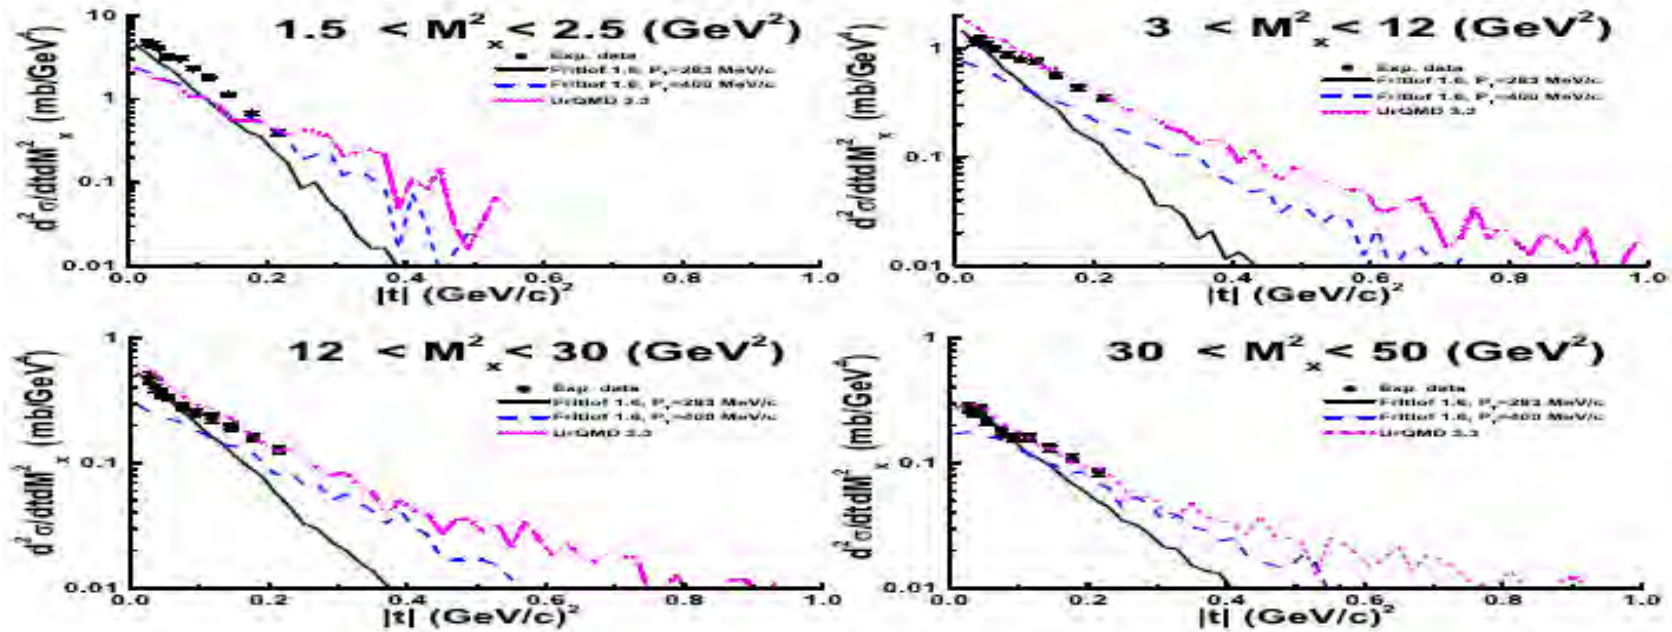 1.5 < M²ₓ < 2.5 (GeV²)
d²σ/dtdM²ₓ (mb/GeV⁴)
10
1
0.1
0.01
Exp. data
Fritiof 1.6, P_T=283 MeV/c
Fritiof 1.6, P_T=400 MeV/c
UrQMD 3.3
0.0 0.2 0.4 0.6 0.8 1.0
|t| (GeV/c)²
3 < M²ₓ < 12 (GeV²)
d²σ/dtdM²ₓ (mb/GeV⁴)
1
0.1
0.01
Exp. data
Fritiof 1.6, P_T=283 MeV/c
Fritiof 1.6, P_T=400 MeV/c
UrQMD 3.3
0.0 0.2 0.4 0.6 0.8 1.0
|t| (GeV/c)²
12 < M²ₓ < 30 (GeV²)
d²σ/dtdM²ₓ (mb/GeV⁴)
1
0.1
0.01
Exp. data
Fritiof 1.6, P_T=283 MeV/c
Fritiof 1.6, P_T=400 MeV/c
UrQMD 3.3
0.0 0.2 0.4 0.6 0.8 1.0
|t| (GeV/c)²
30 < M²ₓ < 50 (GeV²)
d²σ/dtdM²ₓ (mb/GeV⁴)
1
0.1
0.01
Exp. data
Fritiof 1.6, P_T=283 MeV/c
Fritiof 1.6, P_T=400 MeV/c
UrQMD 3.3
0.0 0.2 0.4 0.6 0.8 1.0
|t| (GeV/c)²